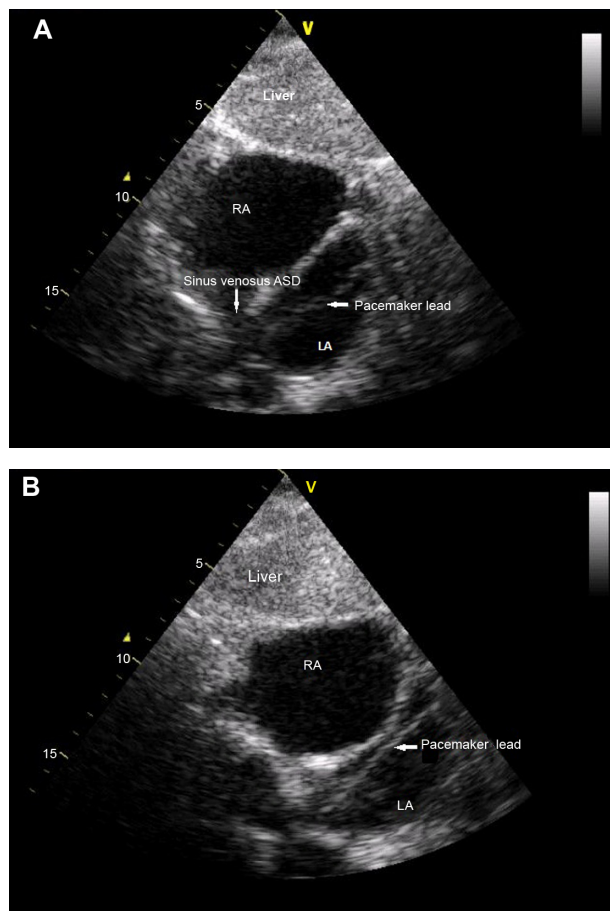 A
V
Liver
5
10
RA
15
Sinus venosus ASD
Pacemaker lead
LA
B
V
5
Liver
10
RA
15
Pacemaker lead
LA